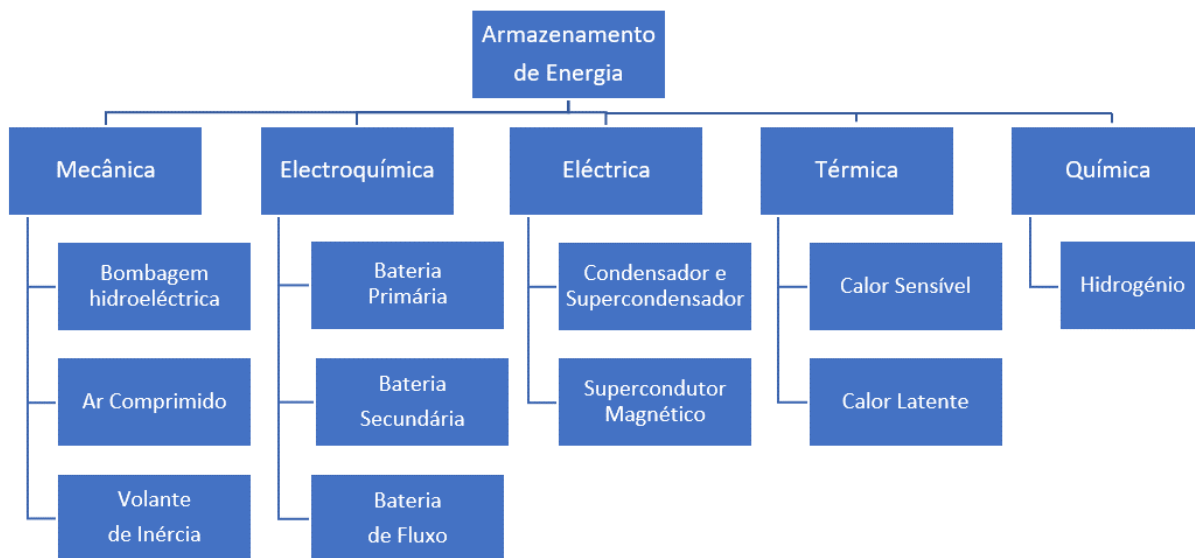 Armazenamento
de Energia
Mecânica
Electroquímica
Eléctrica
Térmica
Química
Bombagem
hidroeléctrica
Ar Comprimido
Volante
de Inércia
Bateria
Primária
Bateria
Secundária
Bateria
de Fluxo
Condensador e
Supercondensador
Supercondutor
Magnético
Calor Sensível
Calor Latente
Hidrogénio